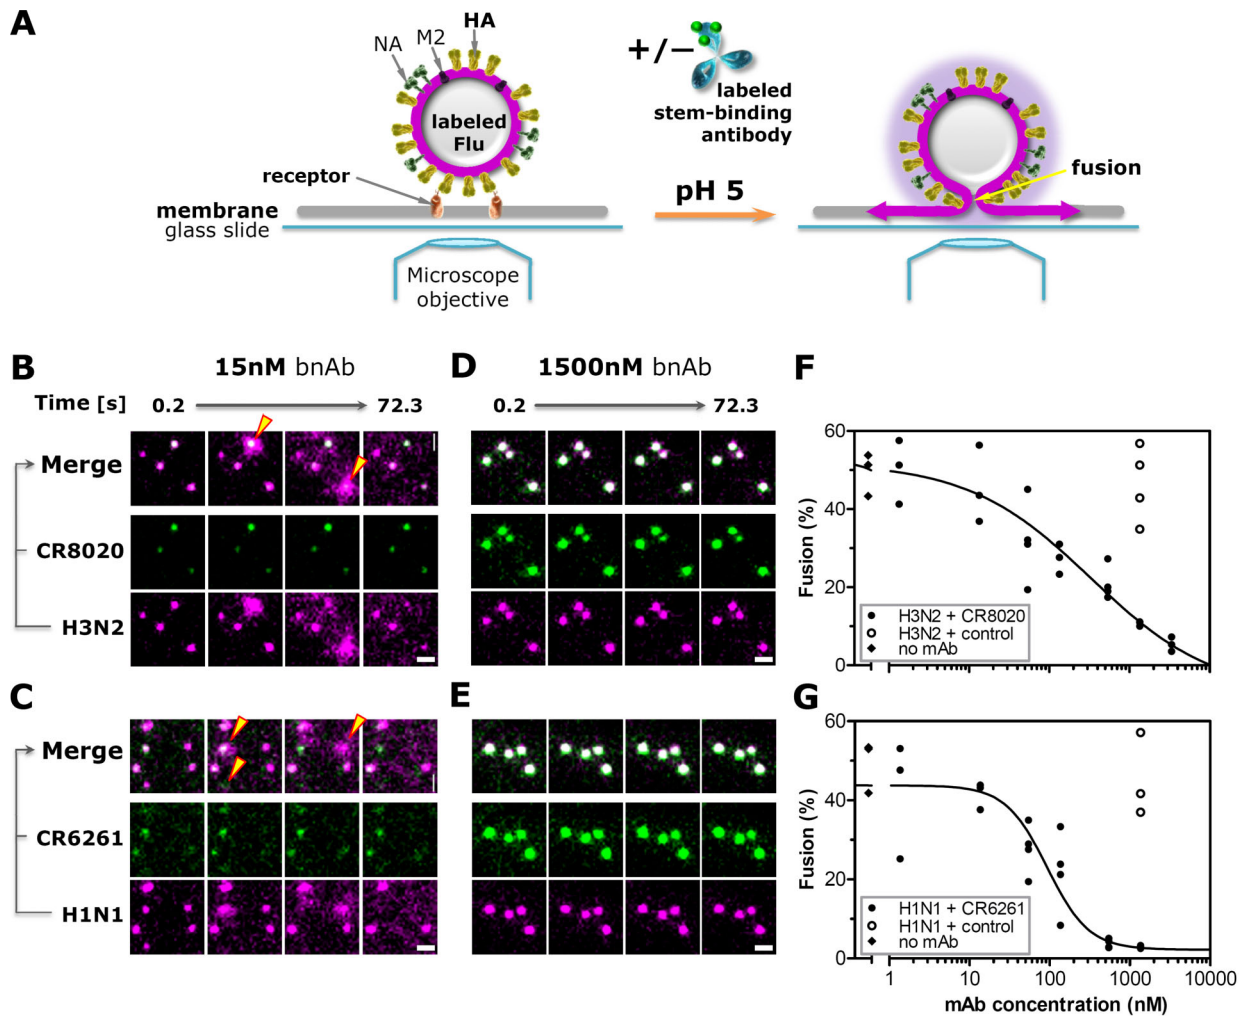 A
NA
M2
HA
labeled
Flu
receptor
membrane
glass slide
Microscope
objective
+/−
labeled
stem-binding
antibody
pH 5
fusion
B
15nM bnAb
Time [s]
0.2
72.3
Merge
CR8020
H3N2
C
Merge
CR6261
H1N1
D
1500nM bnAb
0.2
72.3
E
F
60
40
20
0
Fusion (%)
H3N2 + CR8020
H3N2 + control
no mAb
G
60
40
20
0
Fusion (%)
H1N1 + CR6261
H1N1 + control
no mAb
1
10
100
1000
10000
mAb concentration (nM)